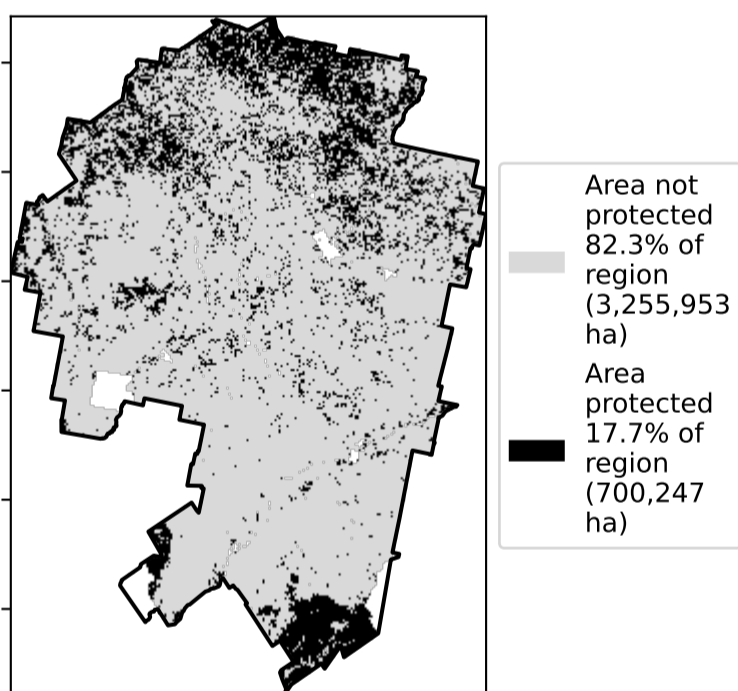 Area not
protected
82.3% of
region
(3,255,953
ha)
Area
protected
17.7% of
region
(700,247
ha)